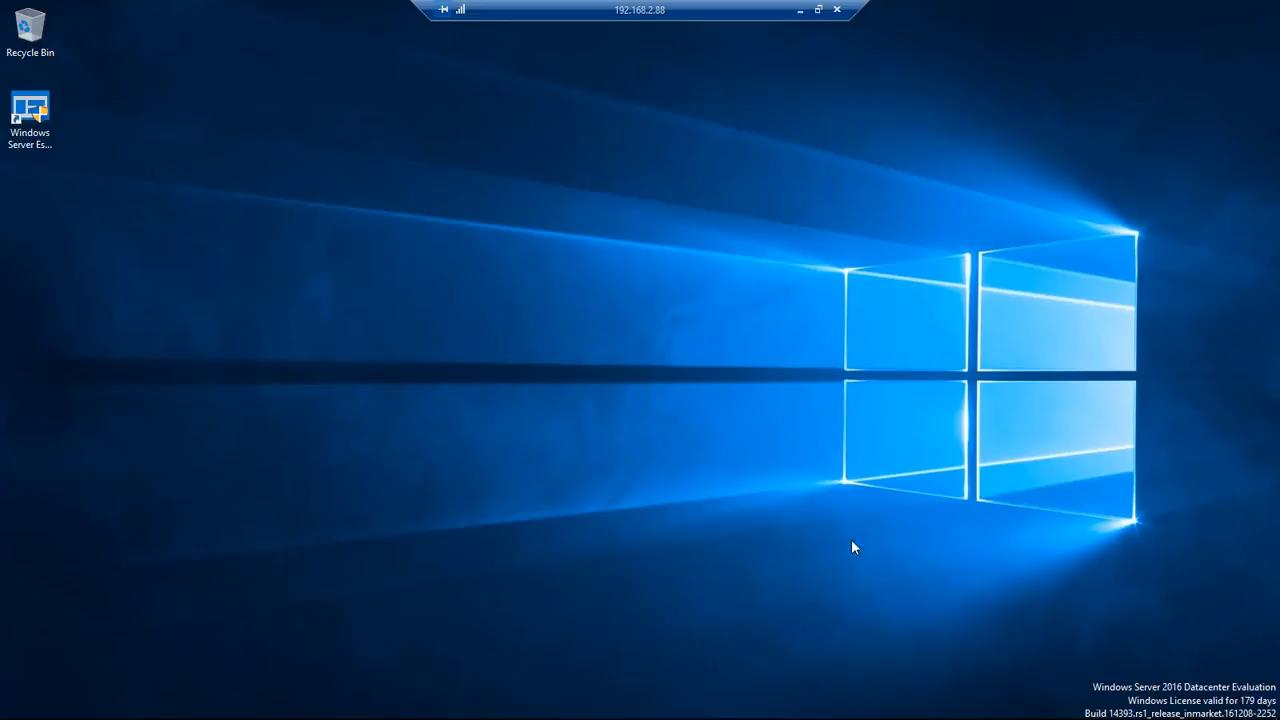 192.168.2.88
Recycle Bin
Windows
Server Es...
Windows Server 2016 Datacenter Evaluation
Windows License valid for 179 days
Build 14393.rs1_release_inmarket.161208-2252